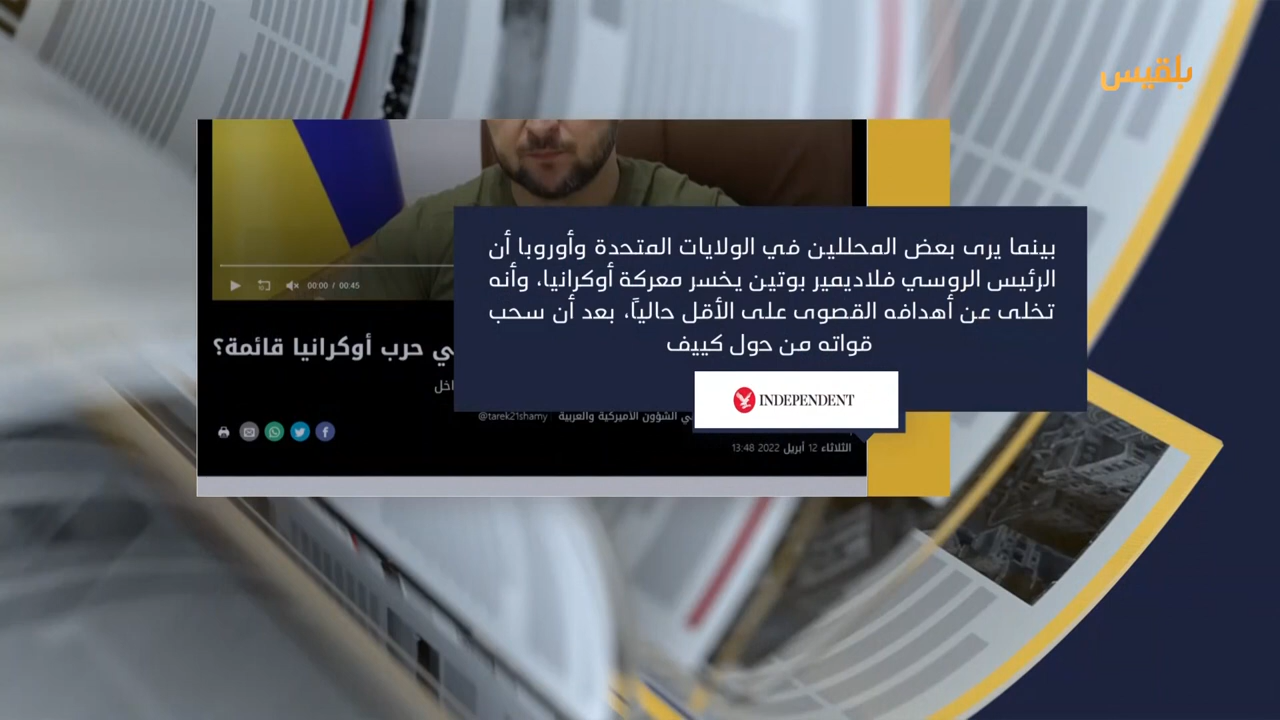 بلقيس
بينما يرى بعض المحللين في الولايات المتحدة وأوروبا أن
الرئيس الروسي فلاديمير بوتين يخسر معركة أوكرانيا، وأنه
تخلى عن أهدافه القصوى على الأقل حالياً، بعد أن سحب
قواته من حول كييف
INDEPENDENT
00:00 / 00:45
ي حرب أوكرانيا قائمة؟
اخل
ي الشؤون الأميركية والعربية @tarek21shamy
الثلاثاء 12 أبريل 2022 13:48